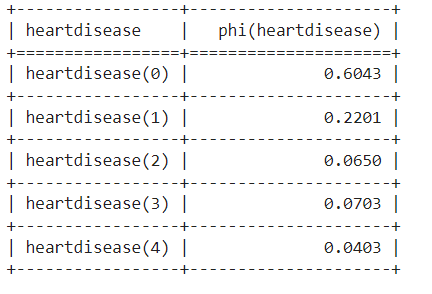 +-----------------+---------------------+
| heartdisease    |   phi(heartdisease) |
+=================+=====================+
| heartdisease(0) |              0.6043 |
+-----------------+---------------------+
| heartdisease(1) |              0.2201 |
+-----------------+---------------------+
| heartdisease(2) |              0.0650 |
+-----------------+---------------------+
| heartdisease(3) |              0.0703 |
+-----------------+---------------------+
| heartdisease(4) |              0.0403 |
+-----------------+---------------------+